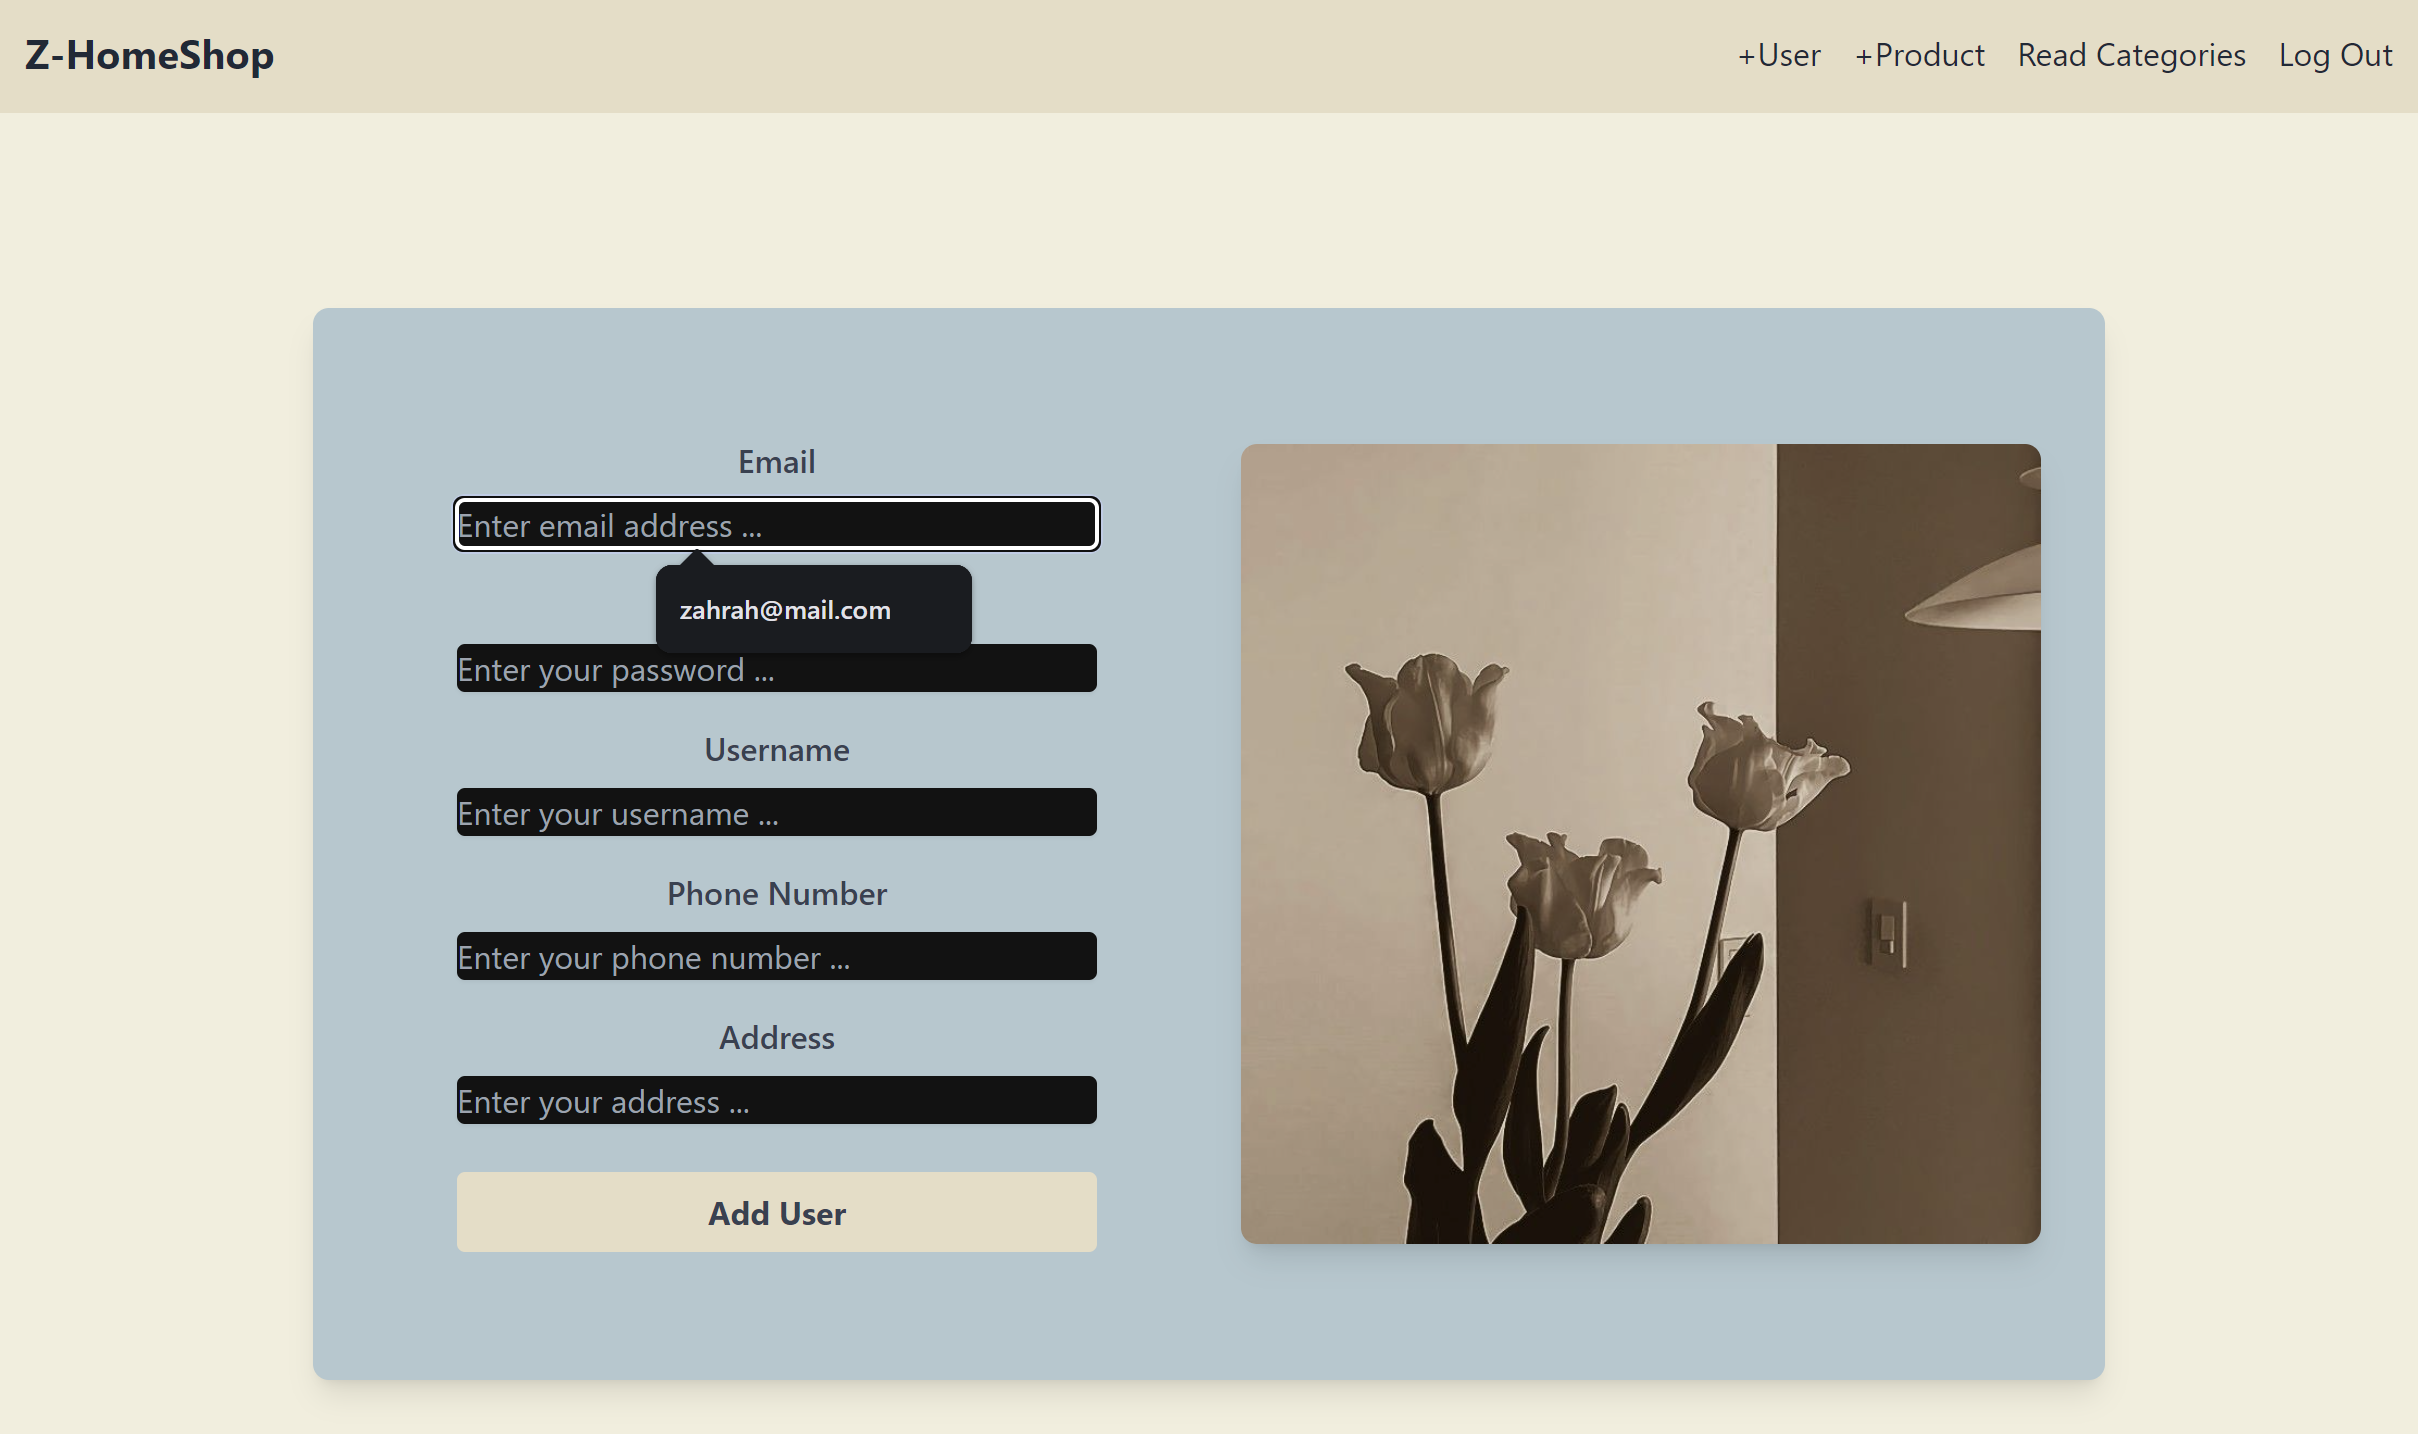 Z-HomeShop
+User +Product Read Categories Log Out
Email
Enter email address ...
zahrah@mail.com
Enter your password ...
Username
Enter your username ...
Phone Number
Enter your phone number ...
Address
Enter your address ...
Add User